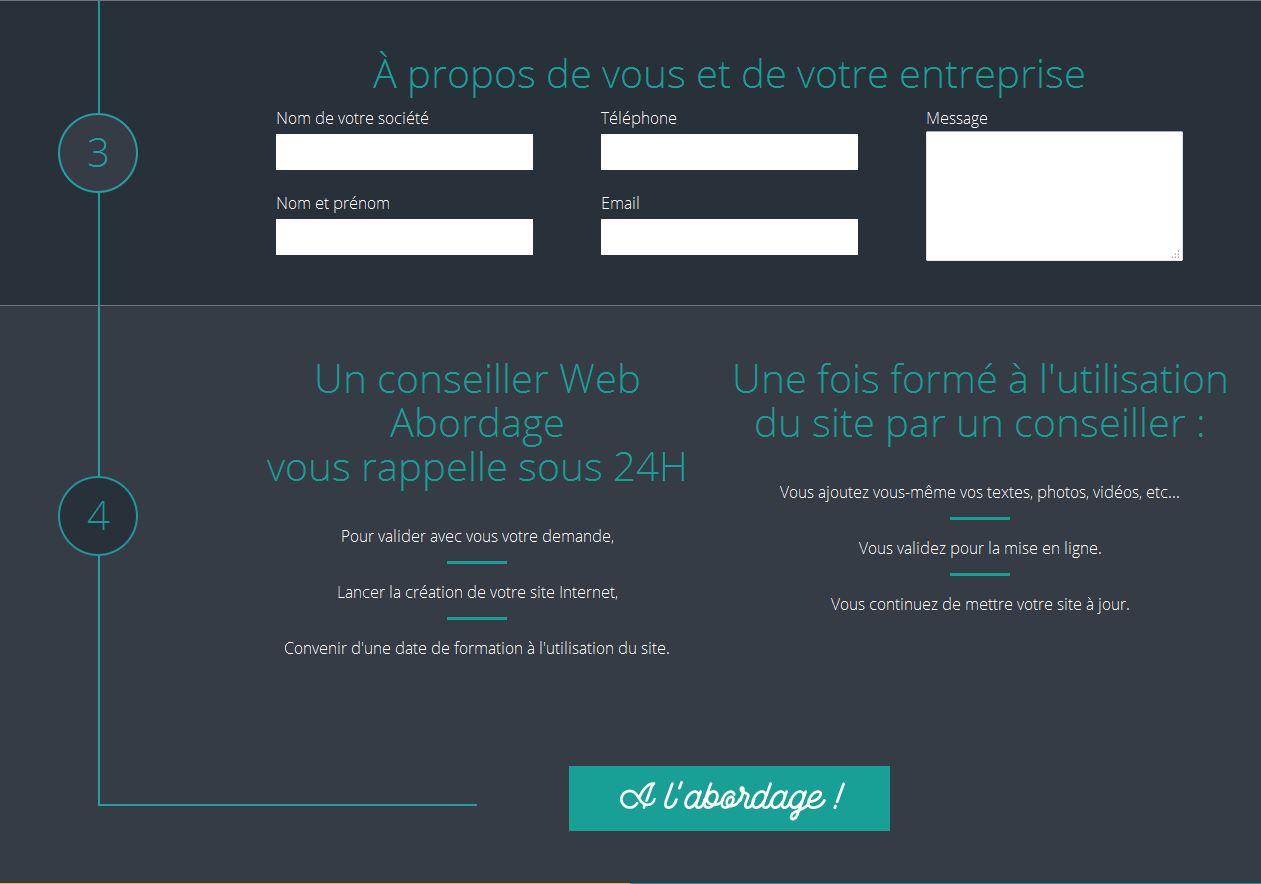 À propos de vous et de votre entreprise
3
Nom de votre société
Téléphone
Message
Nom et prénom
Email
4
Un conseiller Web
Abordage
vous rappelle sous 24H
Pour valider avec vous votre demande,
Lancer la création de votre site Internet,
Convenir d'une date de formation à l'utilisation du site.
Une fois formé à l'utilisation
du site par un conseiller :
Vous ajoutez vous-même vos textes, photos, vidéos, etc...
Vous validez pour la mise en ligne.
Vous continuez de mettre votre site à jour.
A l'abordage !